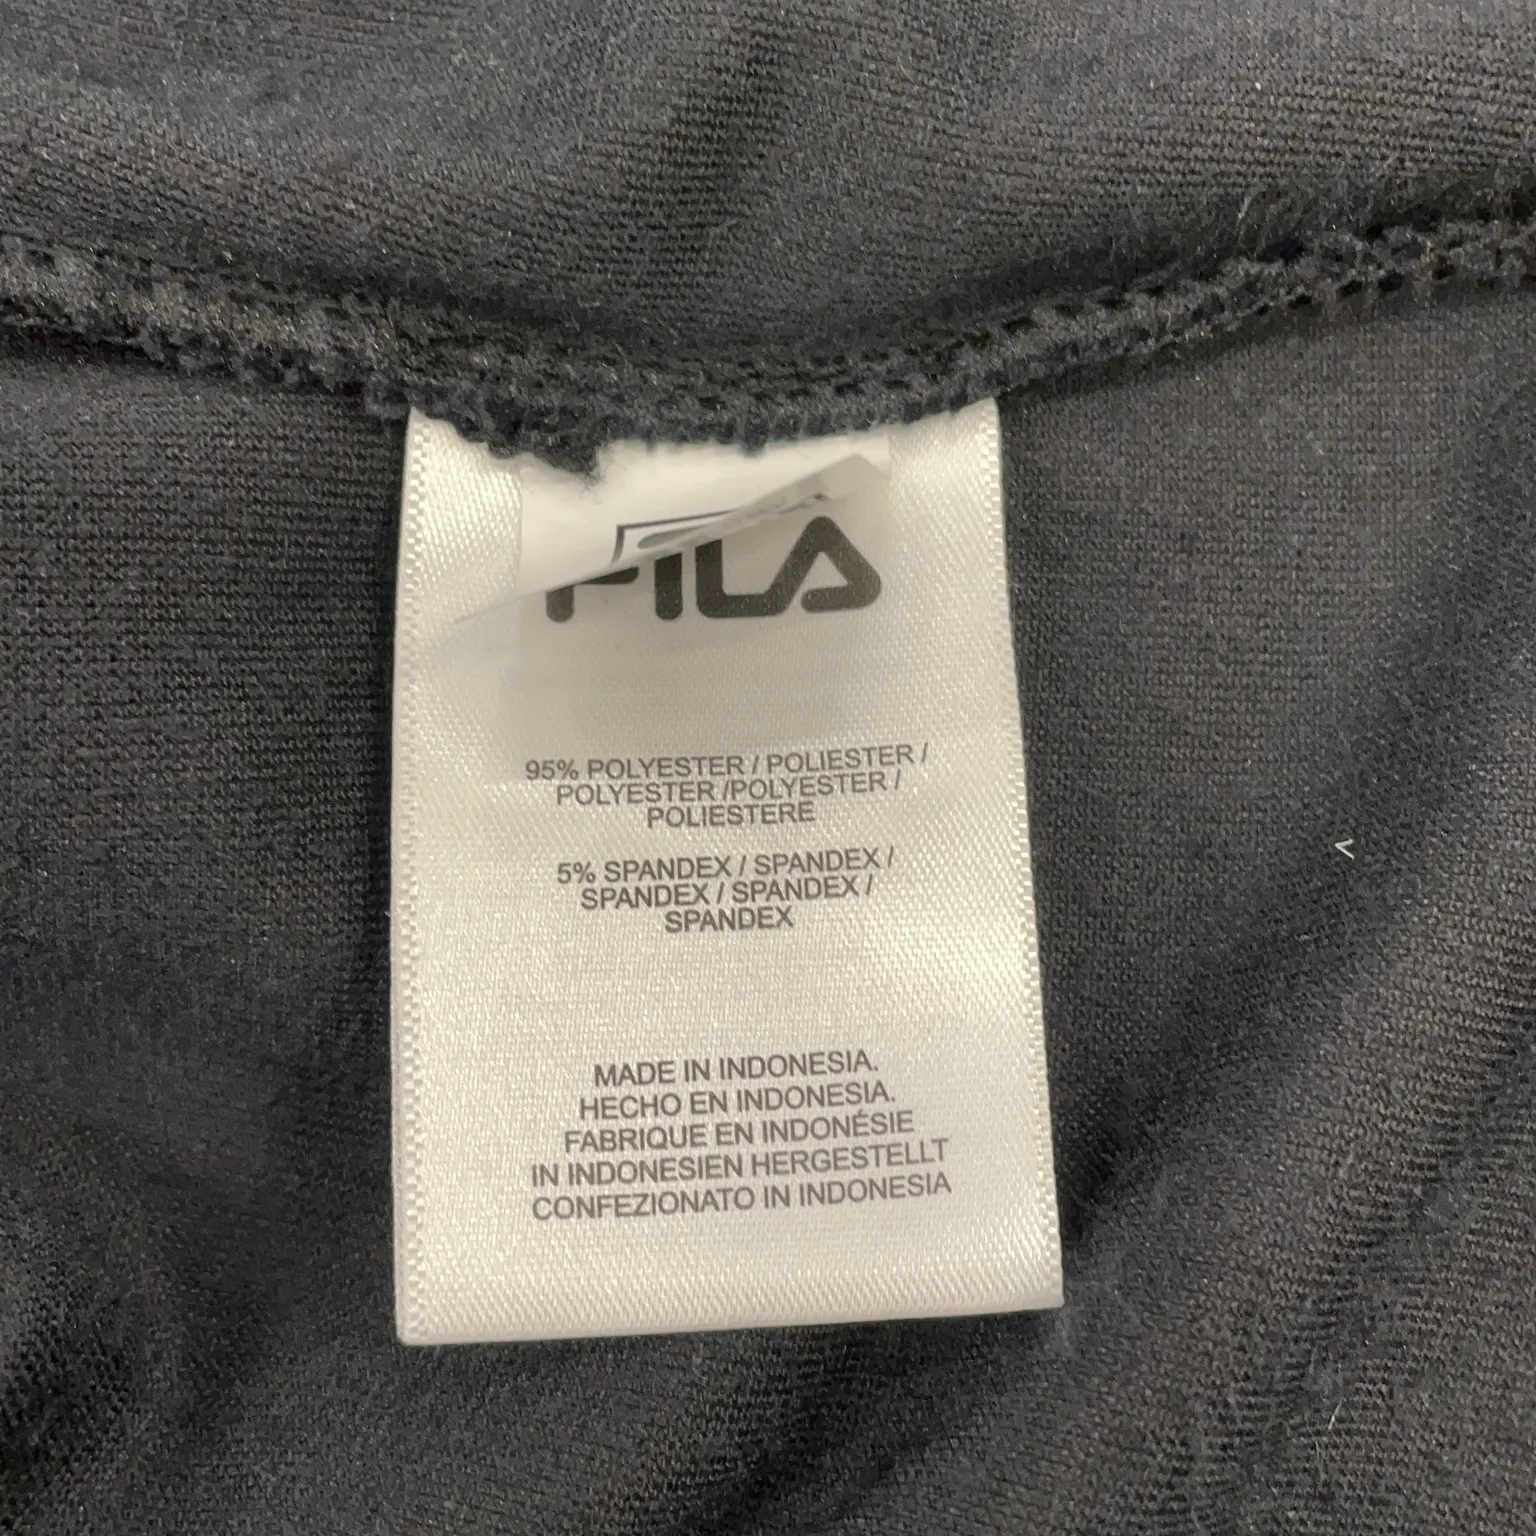 FILA
95% POLYESTER / POLIESTER /
POLYESTER /POLYESTER /
POLIESTERE
5% SPANDEX / SPANDEX /
SPANDEX / SPANDEX /
SPANDEX
MADE IN INDONESIA.
HECHO EN INDONESIA.
FABRIQUE EN INDONÉSIE
IN INDONESIEN HERGESTELLT
CONFEZIONATO IN INDONESIA